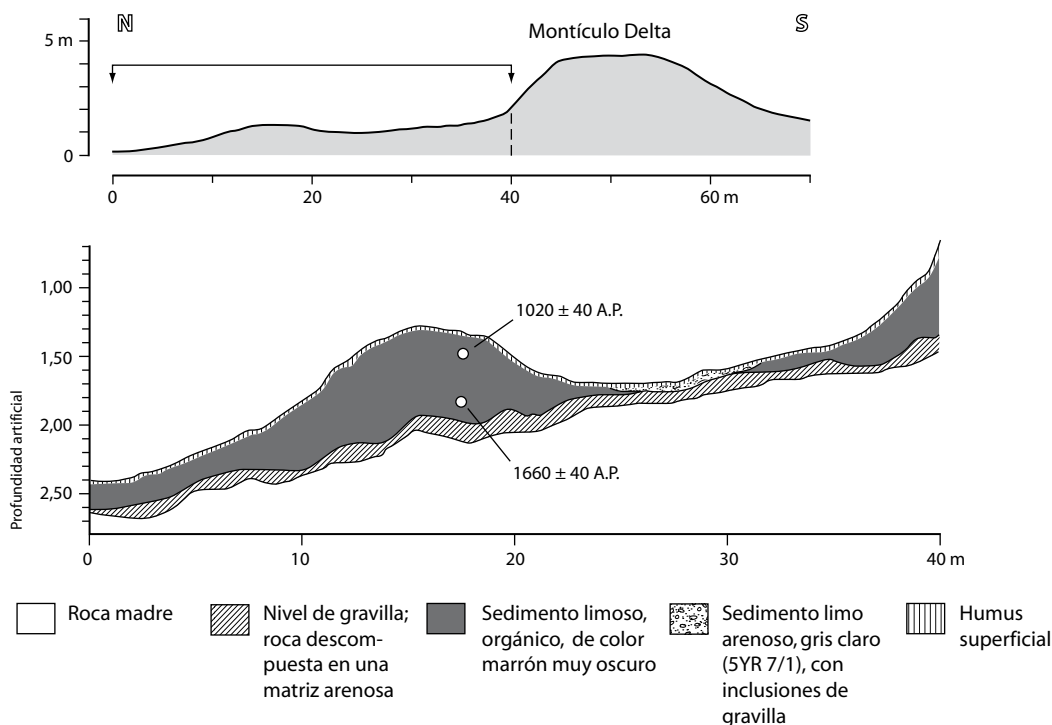 N
Montículo Delta
S
5 m
0
0
20
40
60 m
1,00
1,50
2,00
2,50
Profundidad artificial
1020 ± 40 A.P.
1660 ± 40 A.P.
0
10
20
30
40 m
Roca madre
Nivel de gravilla;
roca descom-
puesta en una
matriz arenosa
Sedimento limoso,
orgánico, de color
marrón muy oscuro
Sedimento limo
arenoso, gris claro
(5YR 7/1), con
inclusiones de
gravilla
Humus
superficial